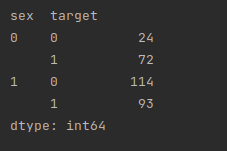 sex  target
0    0          24
     1          72
1    0         114
     1          93
dtype: int64